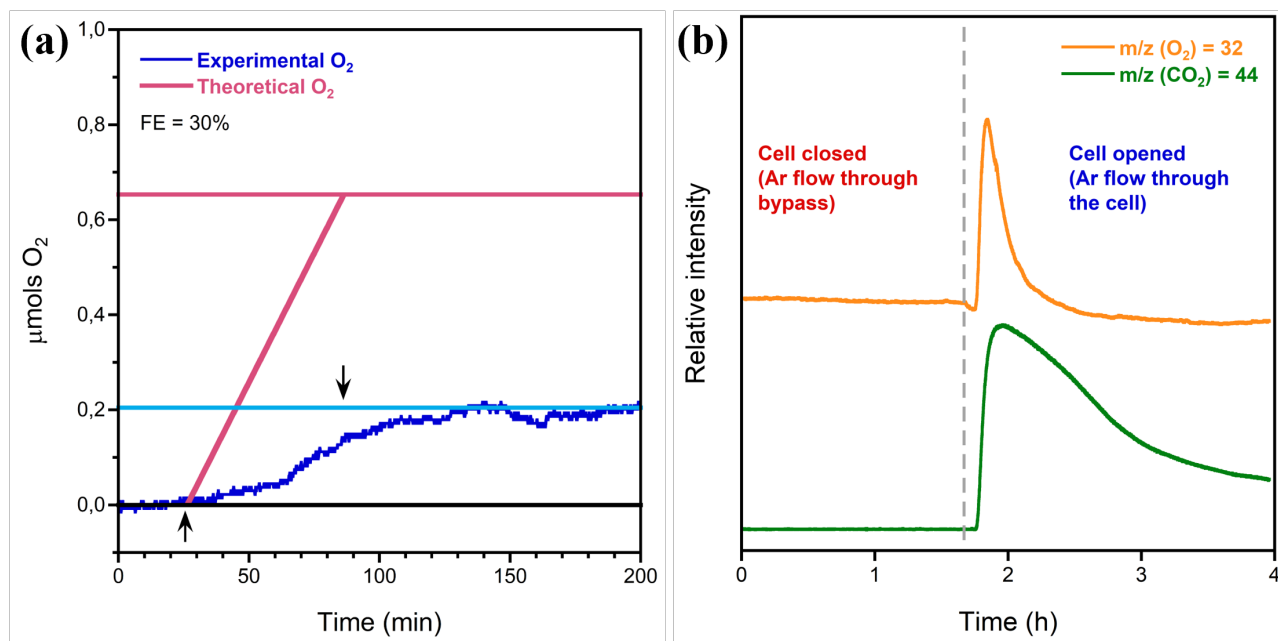 (a)
Experimental O₂
Theoretical O₂
FE = 30%
μmols O₂
1,0
0,8
0,6
0,4
0,2
0,0
0
50
100
150
200
Time (min)
(b)
m/z (O₂) = 32
m/z (CO₂) = 44
Cell closed
(Ar flow through
bypass)
Cell opened
(Ar flow through
the cell)
Relative intensity
0
1
2
3
4
Time (h)